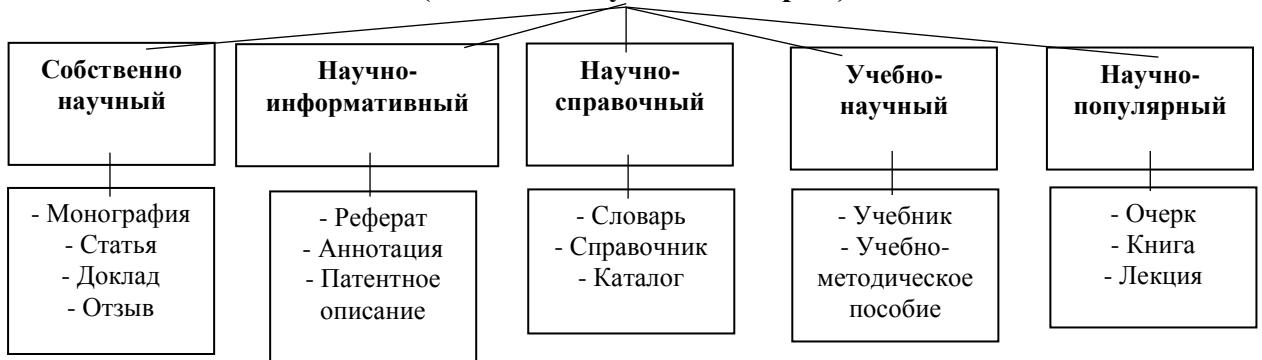 Собственно
научный
Научно-
информативный
Научно-
справочный
Учебно-
научный
Научно-
популярный
- Монография
- Статья
- Доклад
- Отзыв
- Реферат
- Аннотация
- Патентное
описание
- Словарь
- Справочник
- Каталог
- Учебник
- Учебно-
методическое
пособие
- Очерк
- Книга
- Лекция